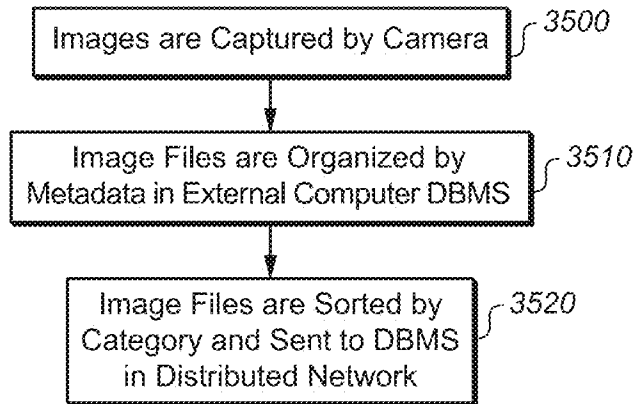 Images are Captured by Camera
3500
Image Files are Organized by
Metadata in External Computer DBMS
3510
Image Files are Sorted by
Category and Sent to DBMS
in Distributed Network
3520